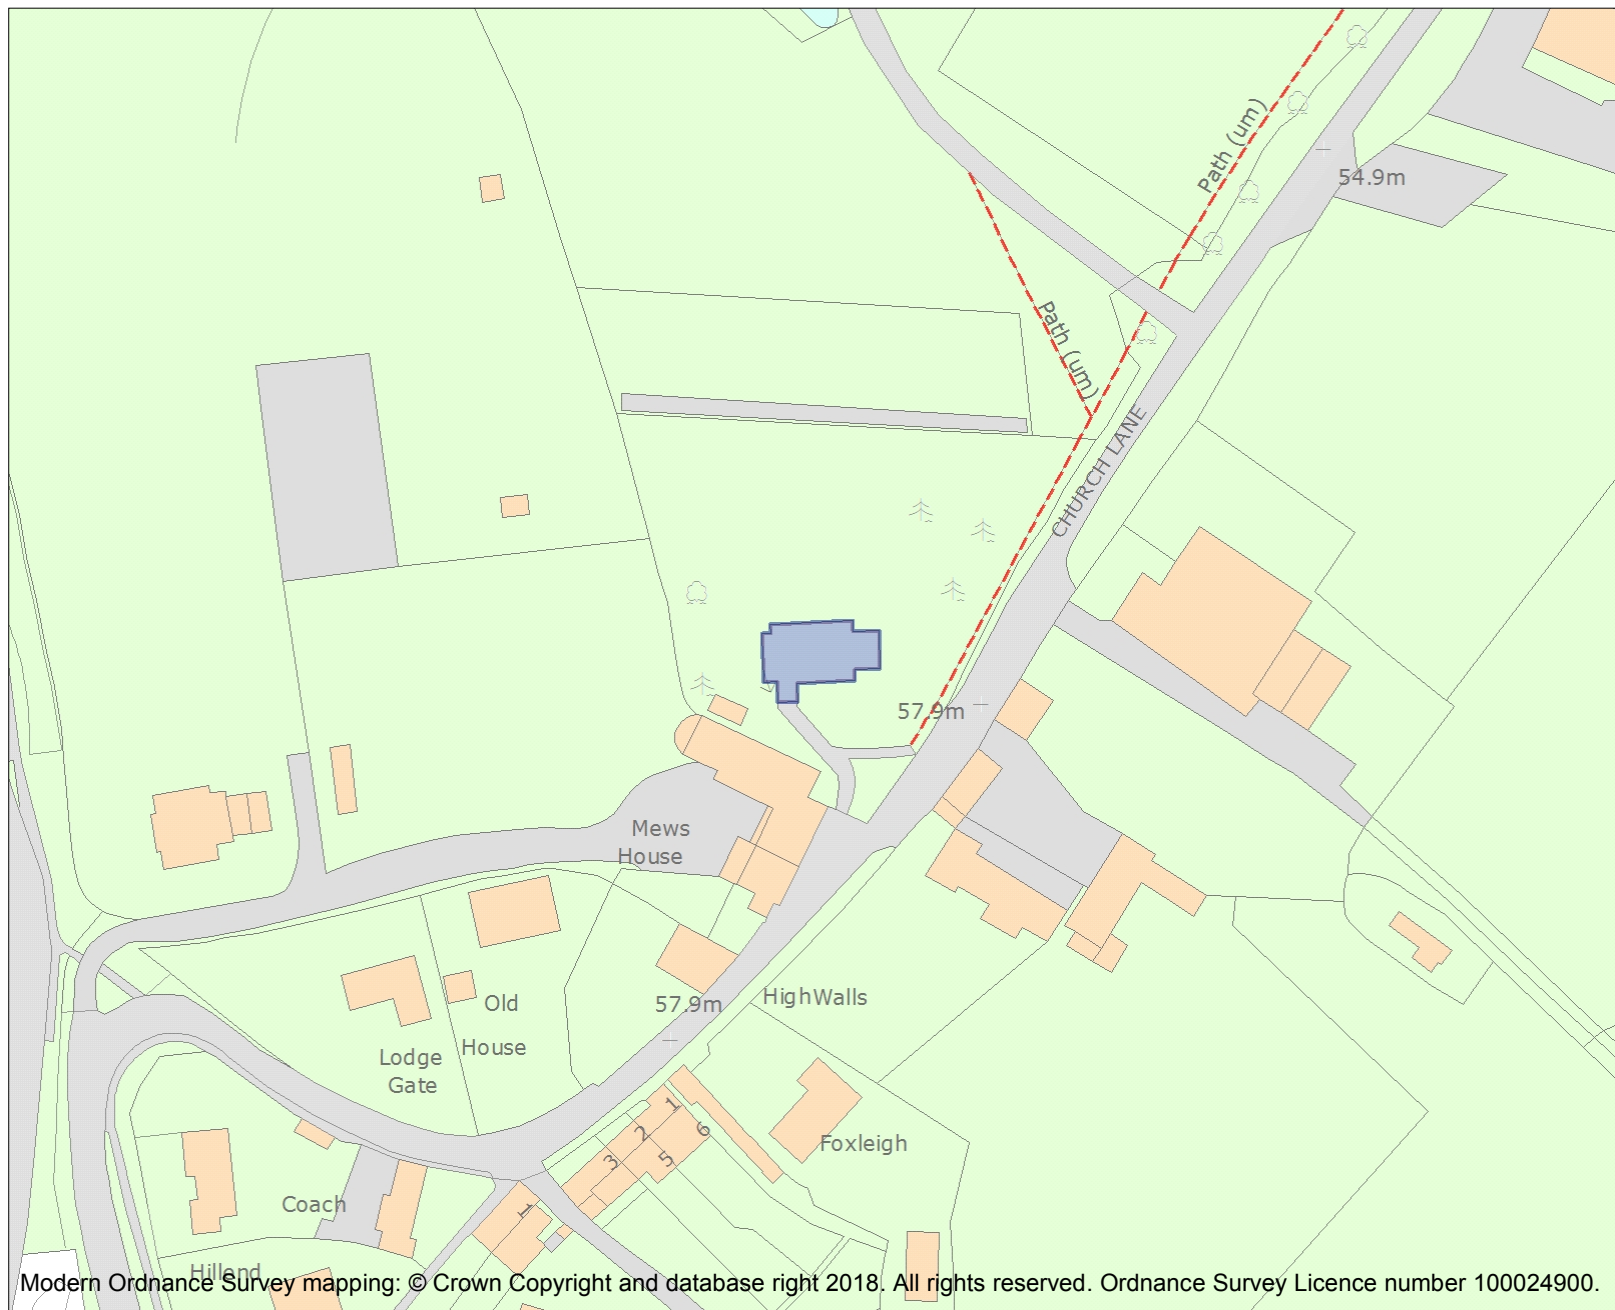 Path (um)
54.9m
Path (um)
CHURCH LANE
57.9m
Mews
House
57.9m
HighWalls
Old
House
Lodge
Gate
1
2
3
6
5
Foxleigh
Coach
1
Hillend
Modern Ordnance Survey mapping: © Crown Copyright and database right 2018. All rights reserved. Ordnance Survey Licence number 100024900.